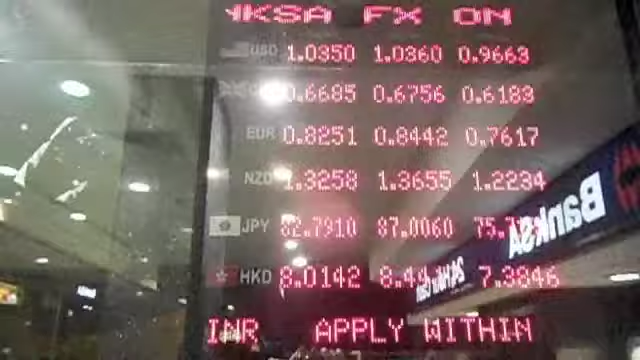 NKSA FX ON
USD 1.0350 1.0360 0.9663
0.6685 0.6756 0.6183
EUR 0.8251 0.8442 0.7617
NZD 1.3258 1.3655 1.2234
JPY 82.7910 87.0060
HKD 8.0142 7.3846
INR APPLY WITHIN
BankSA